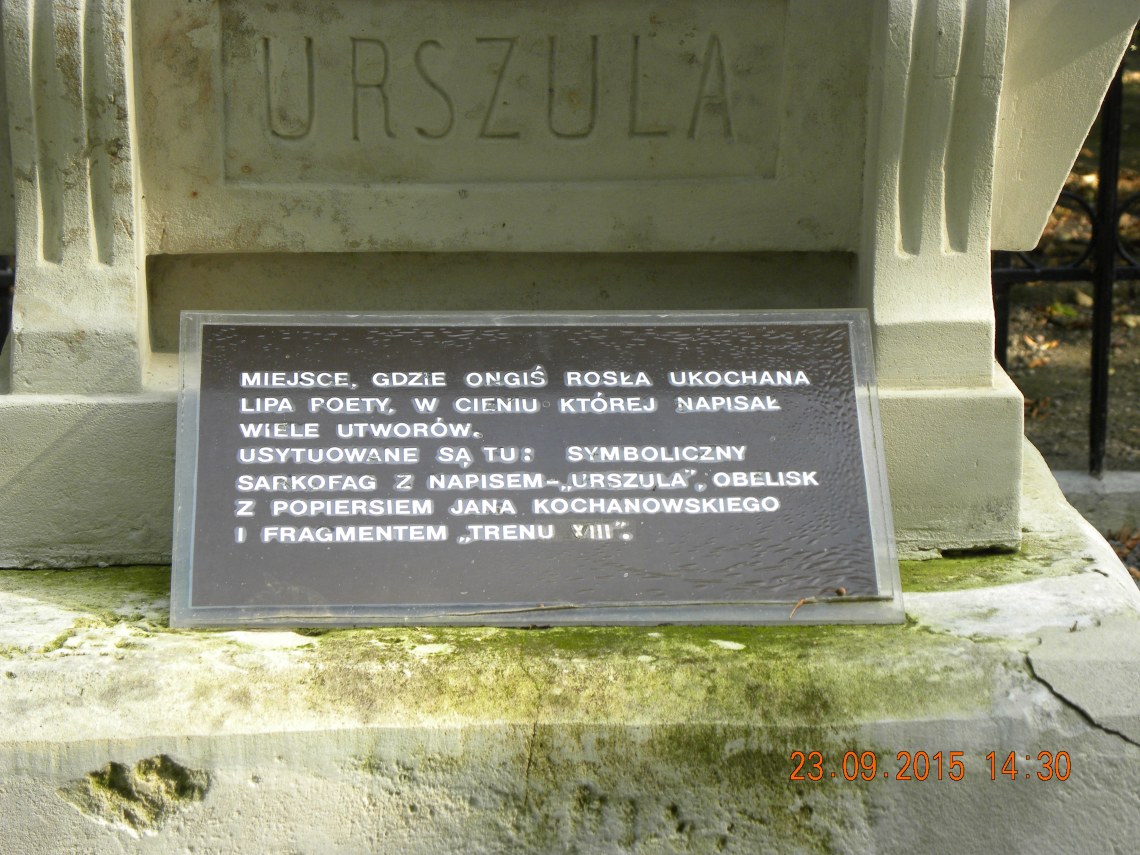 URSZULA
MIEJSCE, GDZIE ONGIŚ ROSŁA UKOCHANA
LIPA POETY, W CIENIU KTÓREJ NAPISAŁ
WIELE UTWORÓW.
USYTUOWANE SĄ TU: SYMBOLICZNY
SARKOFAG Z NAPISEM-„URSZULA”, OBELISK
Z POPIERSIEM JANA KOCHANOWSKIEGO
I FRAGMENTEM „TRENU XIII”.
23.09.2015 14:30